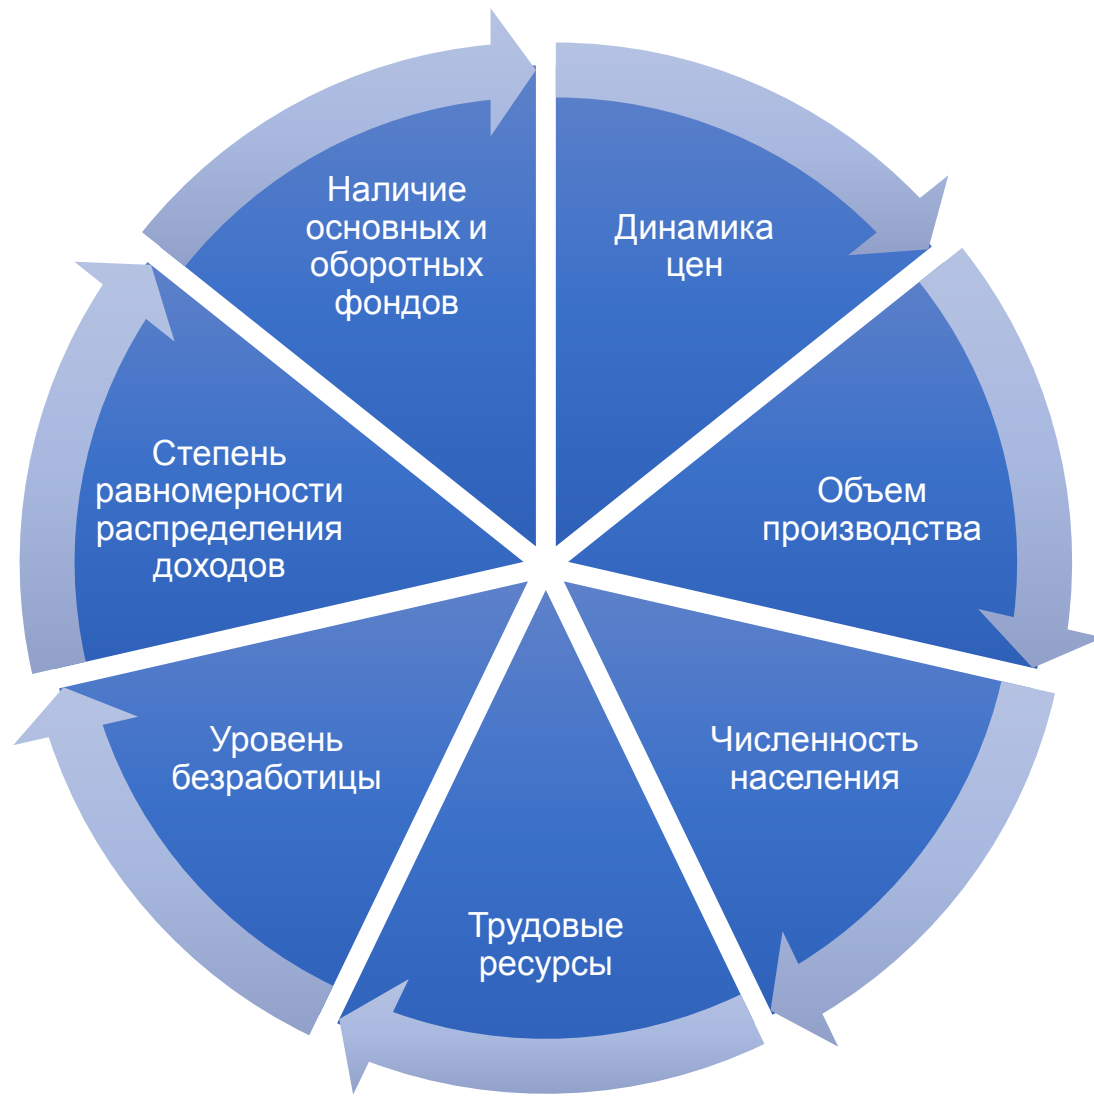 Наличие
основных и
оборотных
фондов
Динамика
цен
Степень
равномерности
распределения
доходов
Объем
производства
Уровень
безработицы
Численность
населения
Трудовые
ресурсы